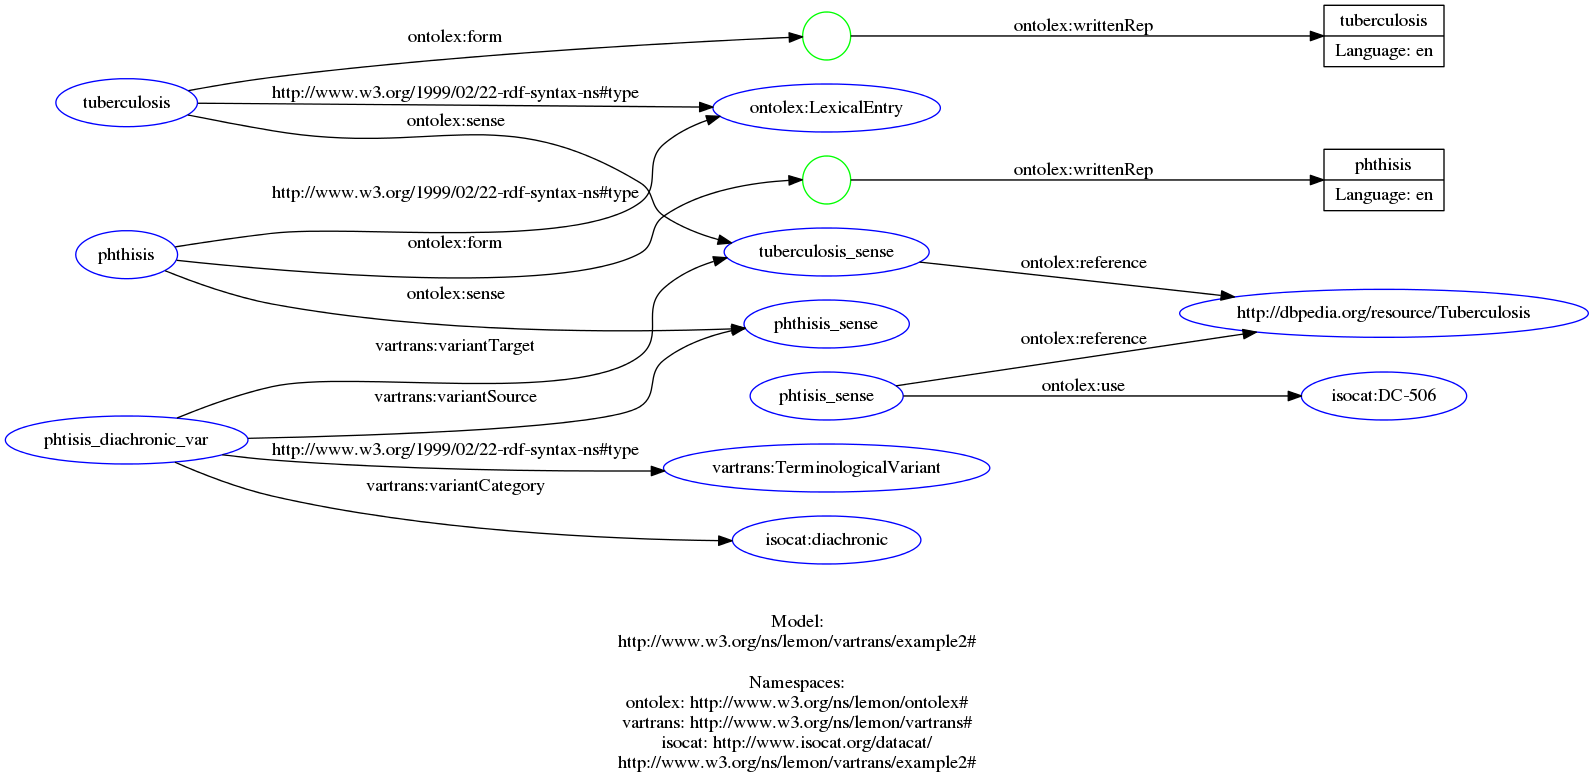 ontolex:form
ontolex:writtenRep
tuberculosis
Language: en
tuberculosis
http://www.w3.org/1999/02/22-rdf-syntax-ns#type
ontolex:LexicalEntry
ontolex:sense
ontolex:writtenRep
phthisis
Language: en
http://www.w3.org/1999/02/22-rdf-syntax-ns#type
phthisis
ontolex:form
tuberculosis_sense
ontolex:reference
ontolex:sense
http://dbpedia.org/resource/Tuberculosis
phthisis_sense
vartrans:variantTarget
ontolex:reference
phtisis_sense
ontolex:use
isocat:DC-506
vartrans:variantSource
phtisis_diachronic_var
http://www.w3.org/1999/02/22-rdf-syntax-ns#type
vartrans:TerminologicalVariant
vartrans:variantCategory
isocat:diachronic
Model:
http://www.w3.org/ns/lemon/vartrans/example2#
Namespaces:
ontolex: http://www.w3.org/ns/lemon/ontolex#
vartrans: http://www.w3.org/ns/lemon/vartrans#
isocat: http://www.isocat.org/datacat/
http://www.w3.org/ns/lemon/vartrans/example2#